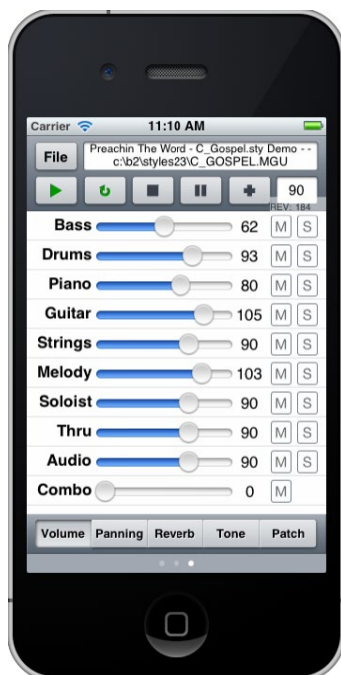 Carrier 11:10 AM
File
Preachin The Word - C_Gospel.sty Demo - -
c:\b2\styles23\C_GOSPEL.MGU
90
REV: 184
Bass 62 M S
Drums 93 M S
Piano 80 M S
Guitar 105 M S
Strings 90 M S
Melody 103 M S
Soloist 90 M S
Thru 90 M S
Audio 90 M S
Combo 0 M
Volume Panning Reverb Tone Patch